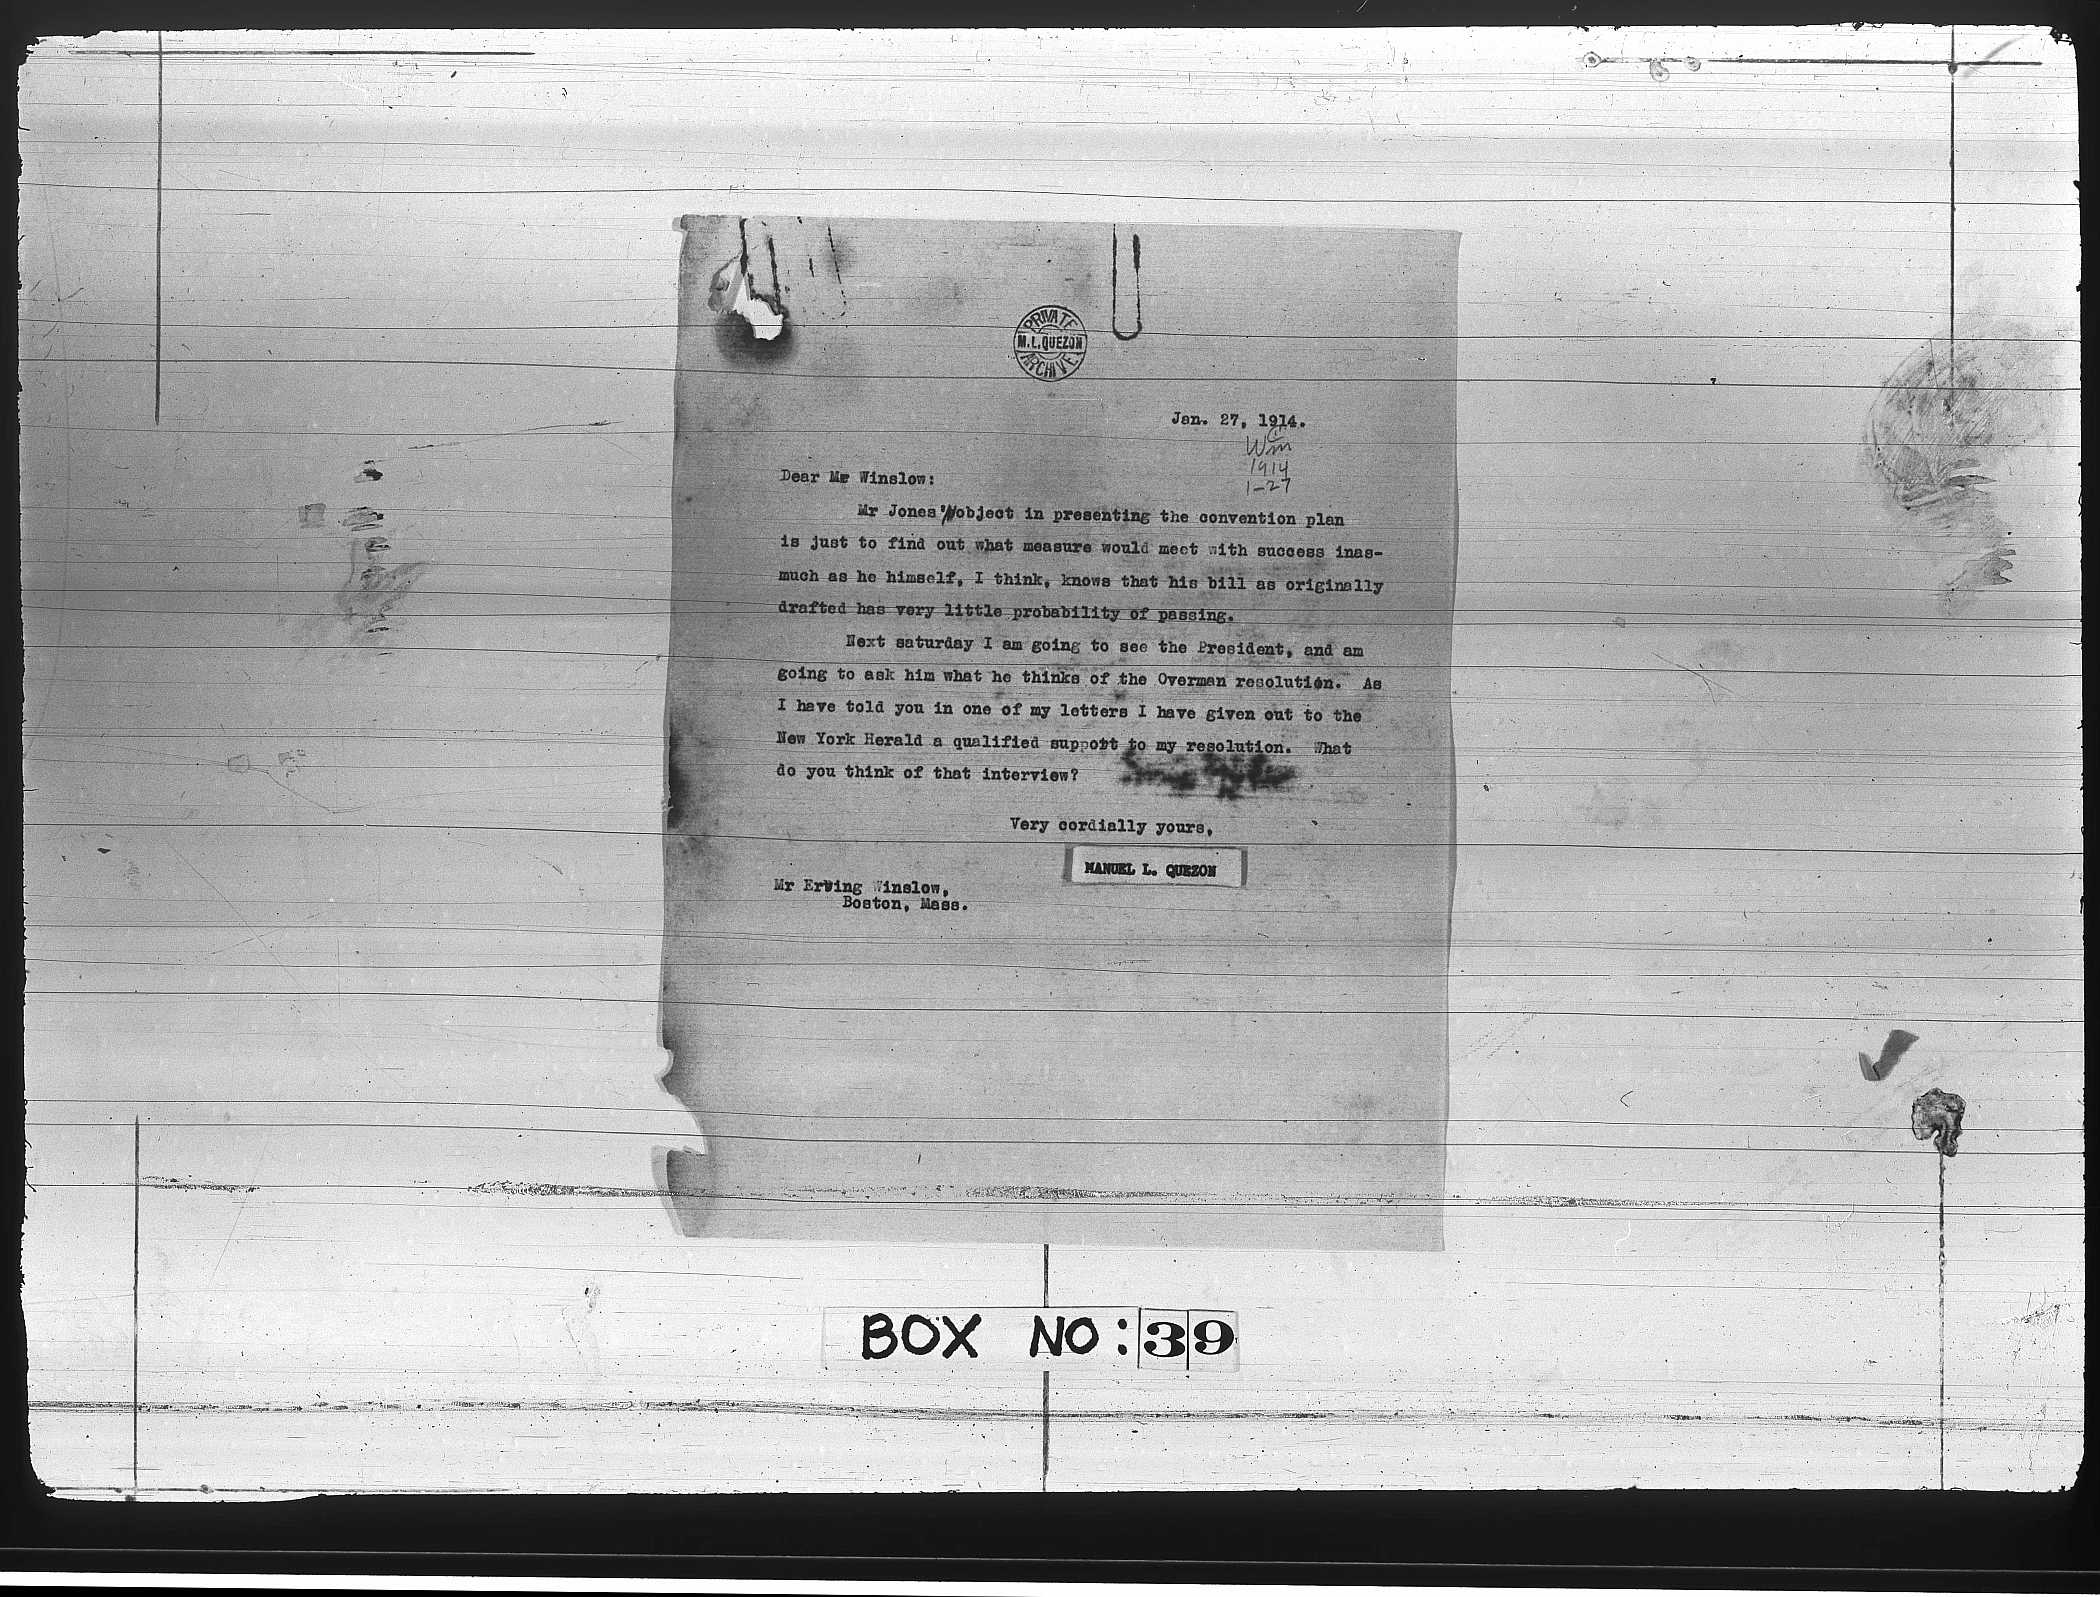 PRIVATE
M. L. QUEZON
ARCHIVE
Jan. 27, 1914.
1914
1-27
Dear Mr Winslow:
Mr Jones' object in presenting the convention plan
is just to find out what measure would meet with success inas-
much as he himself, I think, knows that his bill as originally
drafted has very little probability of passing.
Next saturday I am going to see the President, and am
going to ask him what he thinks of the Overman resolution. As
I have told you in one of my letters I have given out to the
New York Herald a qualified support to my resolution. What
do you think of that interview?
Very cordially yours,
MANUEL L. QUEZON
Mr Erving Winslow,
Boston, Mass.
BOX NO: 39